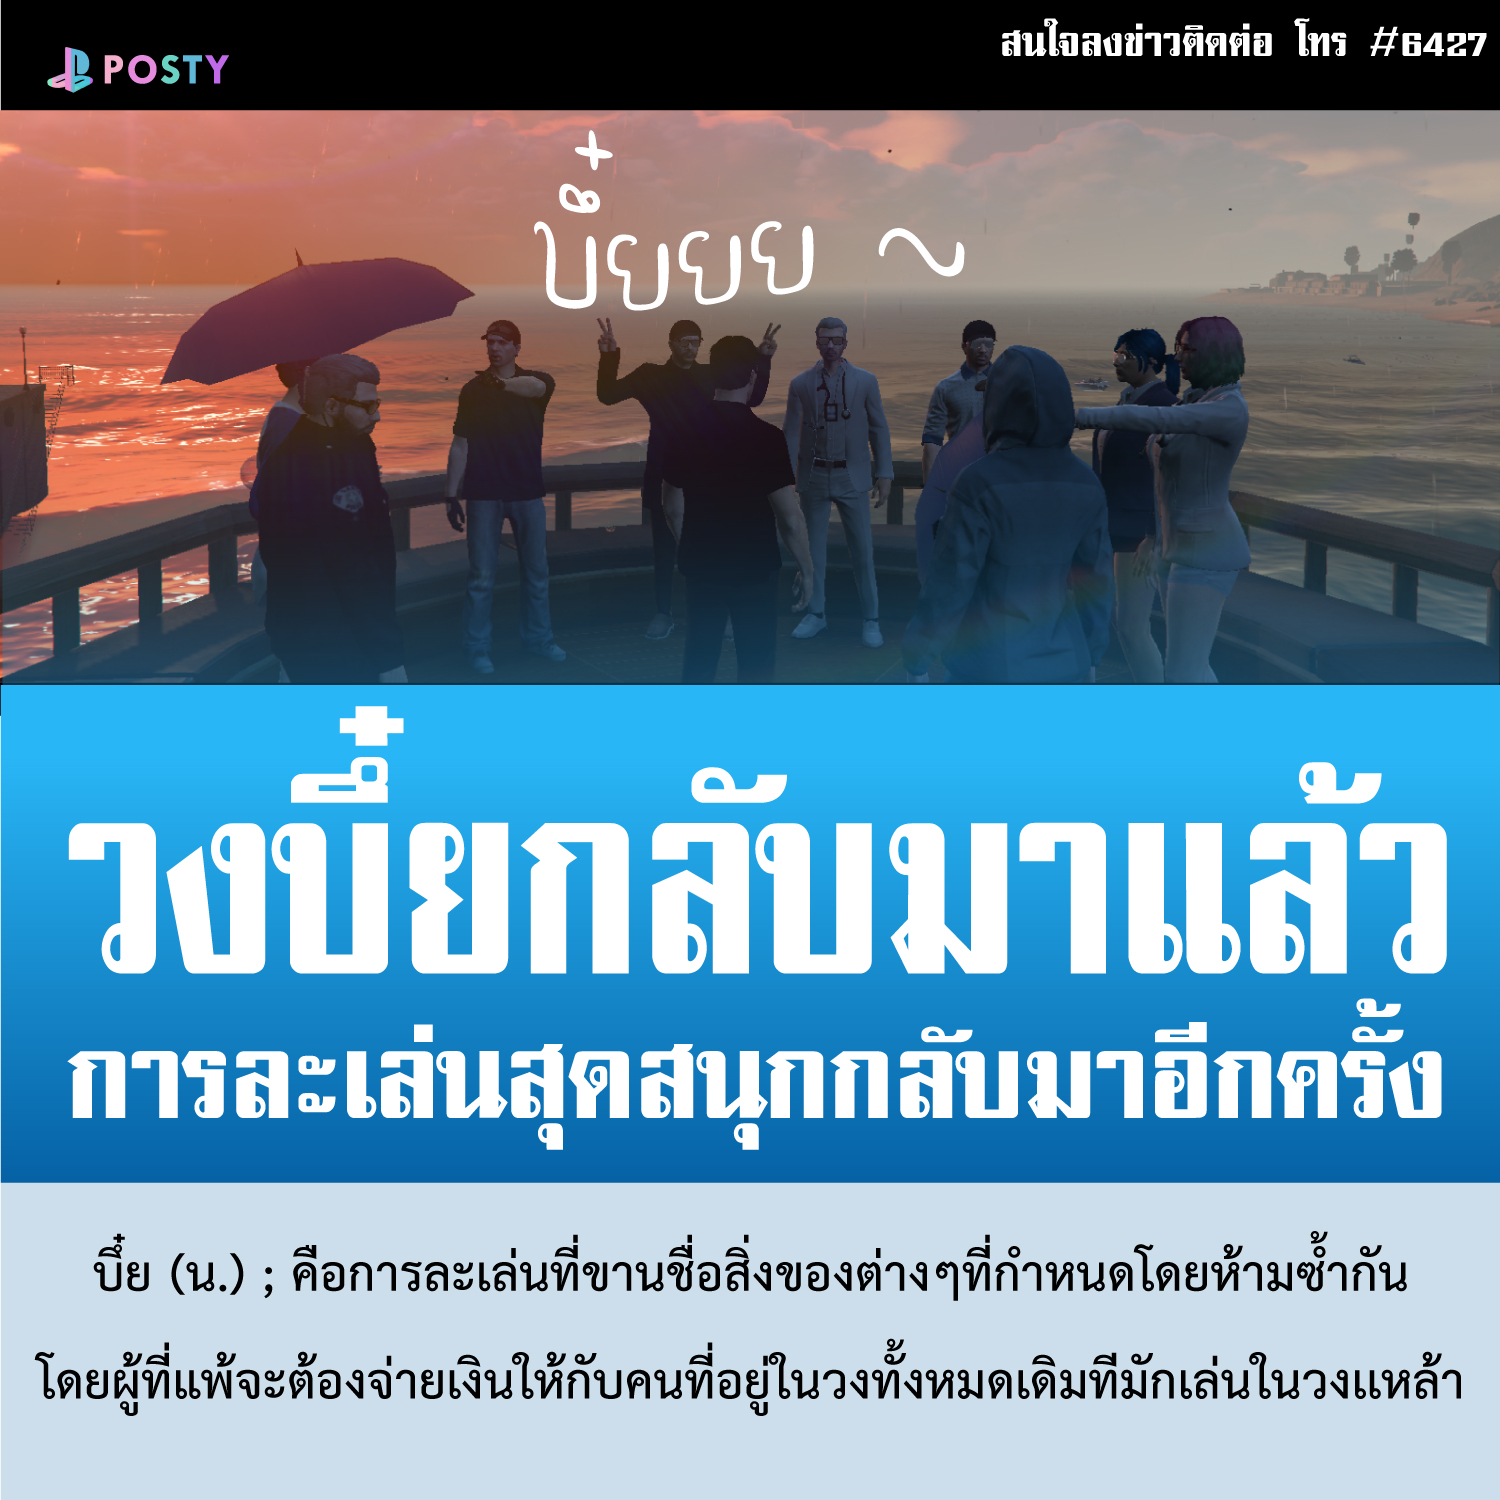 POSTY
สนใจลงข่าวติดต่อ โทร #6427
บึ๋ยยย ~
วงบึ๋ยกลับมาแล้ว
การละเล่นสุดสนุกกลับมาอีกครั้ง
บึ๋ย (น.) ; คือการละเล่นที่ขานชื่อสิ่งของต่างๆที่กำหนดโดยห้ามซ้ำกัน
โดยผู้ที่แพ้จะต้องจ่ายเงินให้กับคนที่อยู่ในวงทั้งหมดเดิมทีมักเล่นในวงแหล้า